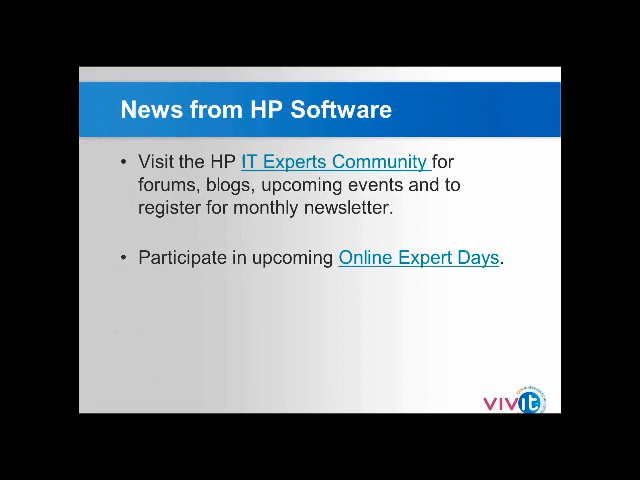 News from HP Software
• Visit the HP IT Experts Community for
forums, blogs, upcoming events and to
register for monthly newsletter.
• Participate in upcoming Online Expert Days.
vivit